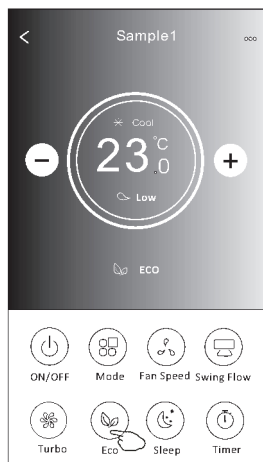 Sample1
Cool
23.0°C
Low
ECO
ON/OFF Mode Fan Speed Swing Flow
Turbo Eco Sleep Timer